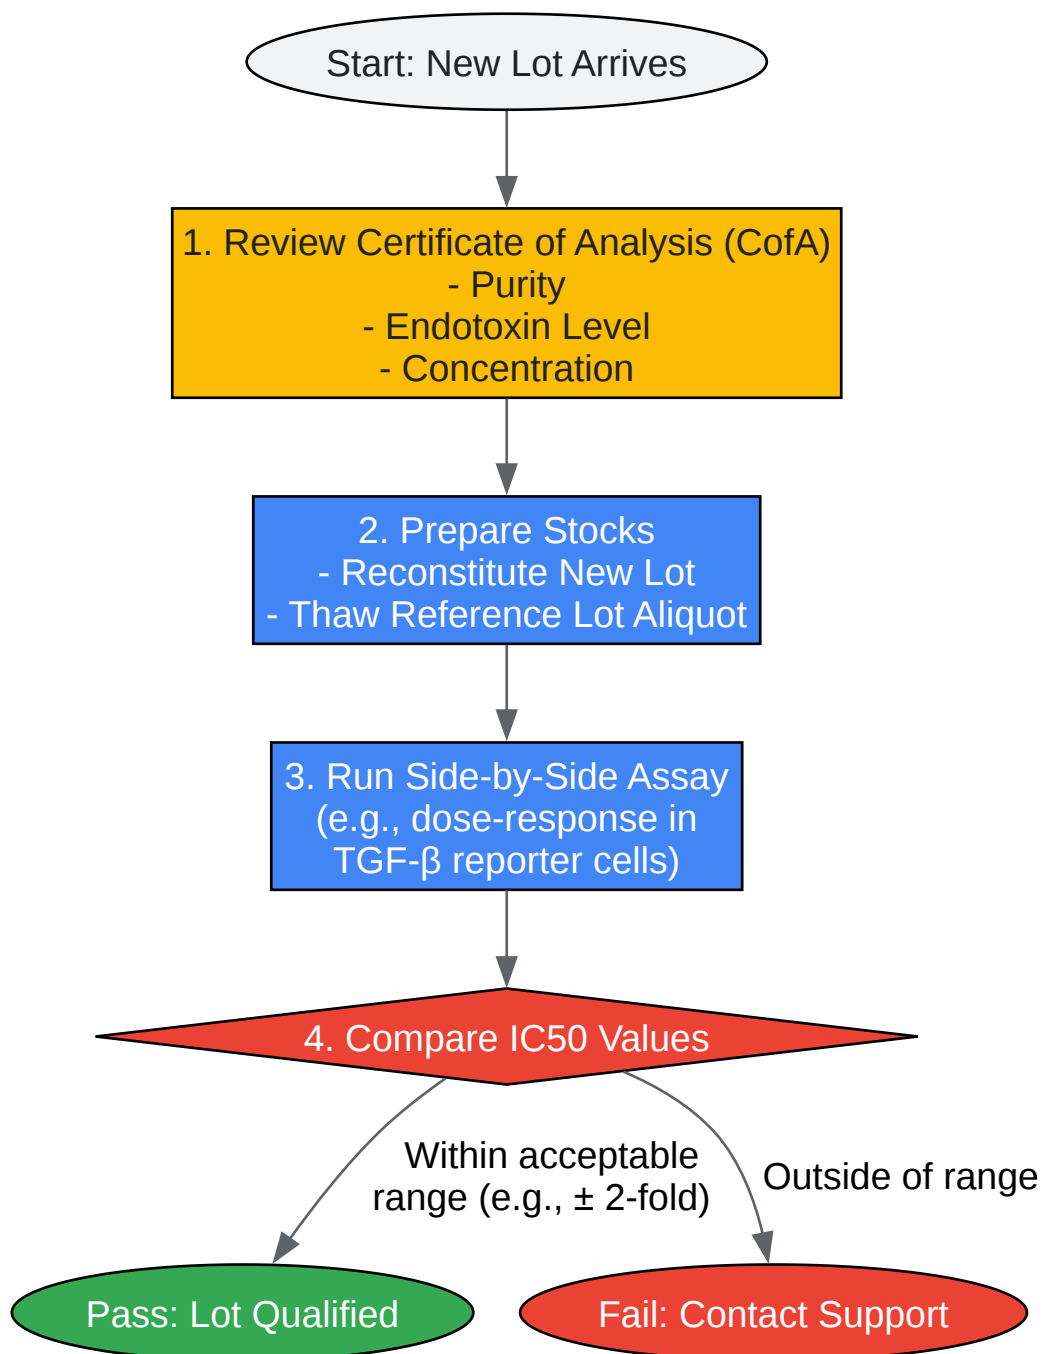 Start: New Lot Arrives
1. Review Certificate of Analysis (CofA)
- Purity
- Endotoxin Level
- Concentration
2. Prepare Stocks
- Reconstitute New Lot
- Thaw Reference Lot Aliquot
3. Run Side-by-Side Assay
(e.g., dose-response in
TGF-β reporter cells)
4. Compare IC50 Values
Within acceptable
range (e.g., ± 2-fold)
Outside of range
Pass: Lot Qualified
Fail: Contact Support